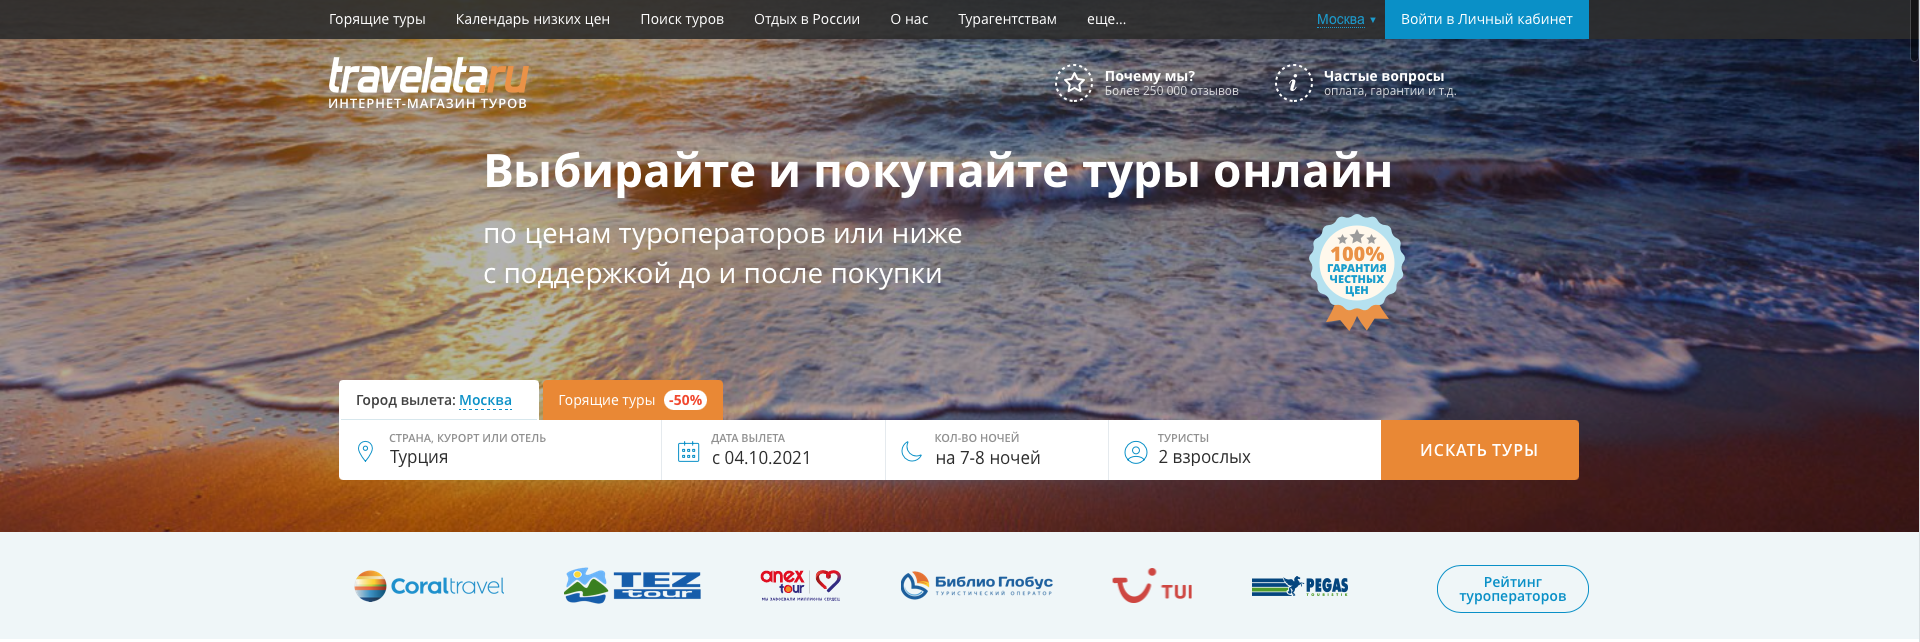 Горящие туры
Календарь низких цен
Поиск туров
Отдых в России
О нас
Турагентствам
еще...
Москва
Войти в Личный кабинет
travelata.ru
ИНТЕРНЕТ-МАГАЗИН ТУРОВ
Почему мы?
Более 250 000 отзывов
Частые вопросы
оплата, гарантии и т.д.
Выбирайте и покупайте туры онлайн
по ценам туроператоров или ниже
с поддержкой до и после покупки
100%
ГАРАНТИЯ
ЧЕСТНЫХ
ЦЕН
Город вылета: Москва
Горящие туры -50%
СТРАНА, КУРОРТ ИЛИ ОТЕЛЬ
Турция
ДАТА ВЫЛЕТА
с 04.10.2021
КОЛ-ВО НОЧЕЙ
на 7-8 ночей
ТУРИСТЫ
2 взрослых
ИСКАТЬ ТУРЫ
Coraltravel
TEZ
tour
anex
tour
МЫ ЗАВОЕВАЛИ МИЛЛИОНЫ СЕРДЕЦ
Библио Глобус
ТУРИСТИЧЕСКИЙ ОПЕРАТОР
TUI
PEGAS
TOURISTIK
Рейтинг
туроператоров